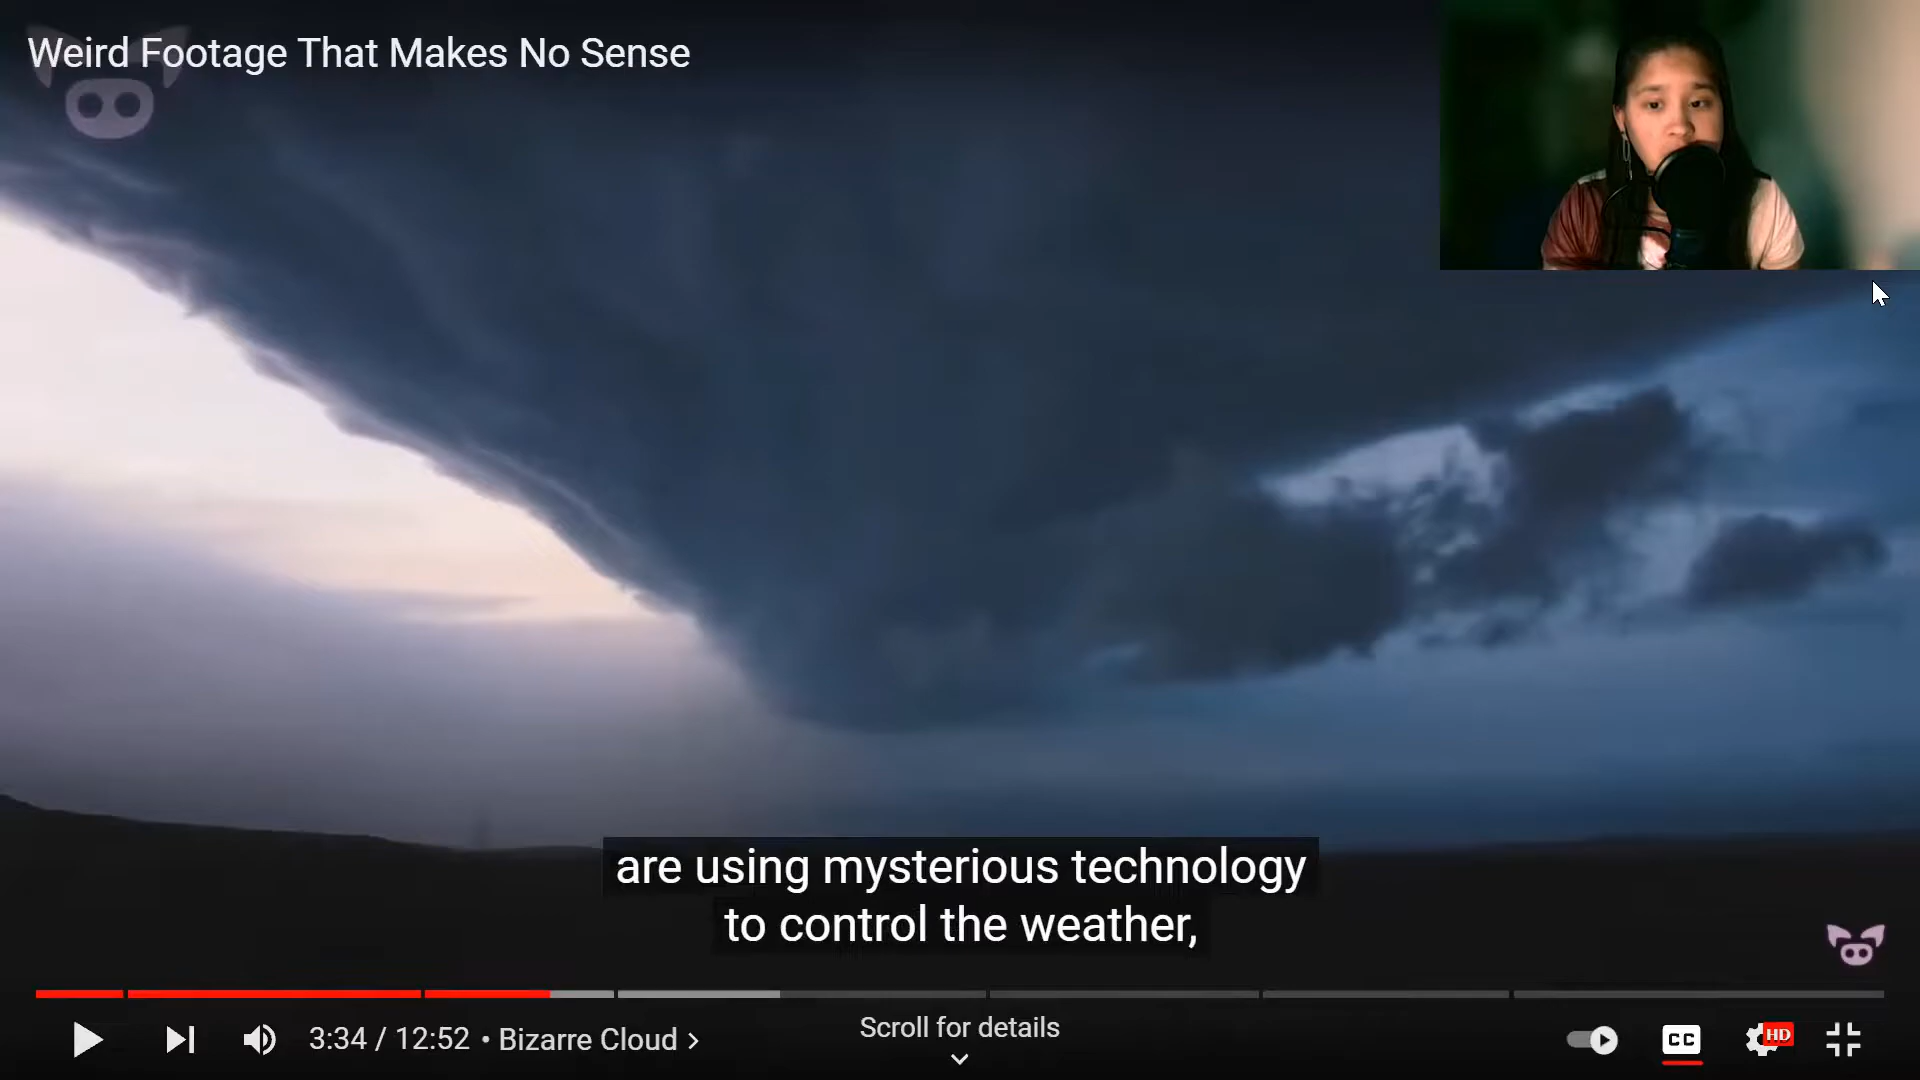 Weird Footage That Makes No Sense
are using mysterious technology
to control the weather,
3:34 / 12:52 • Bizarre Cloud ›
Scroll for details
CC
HD